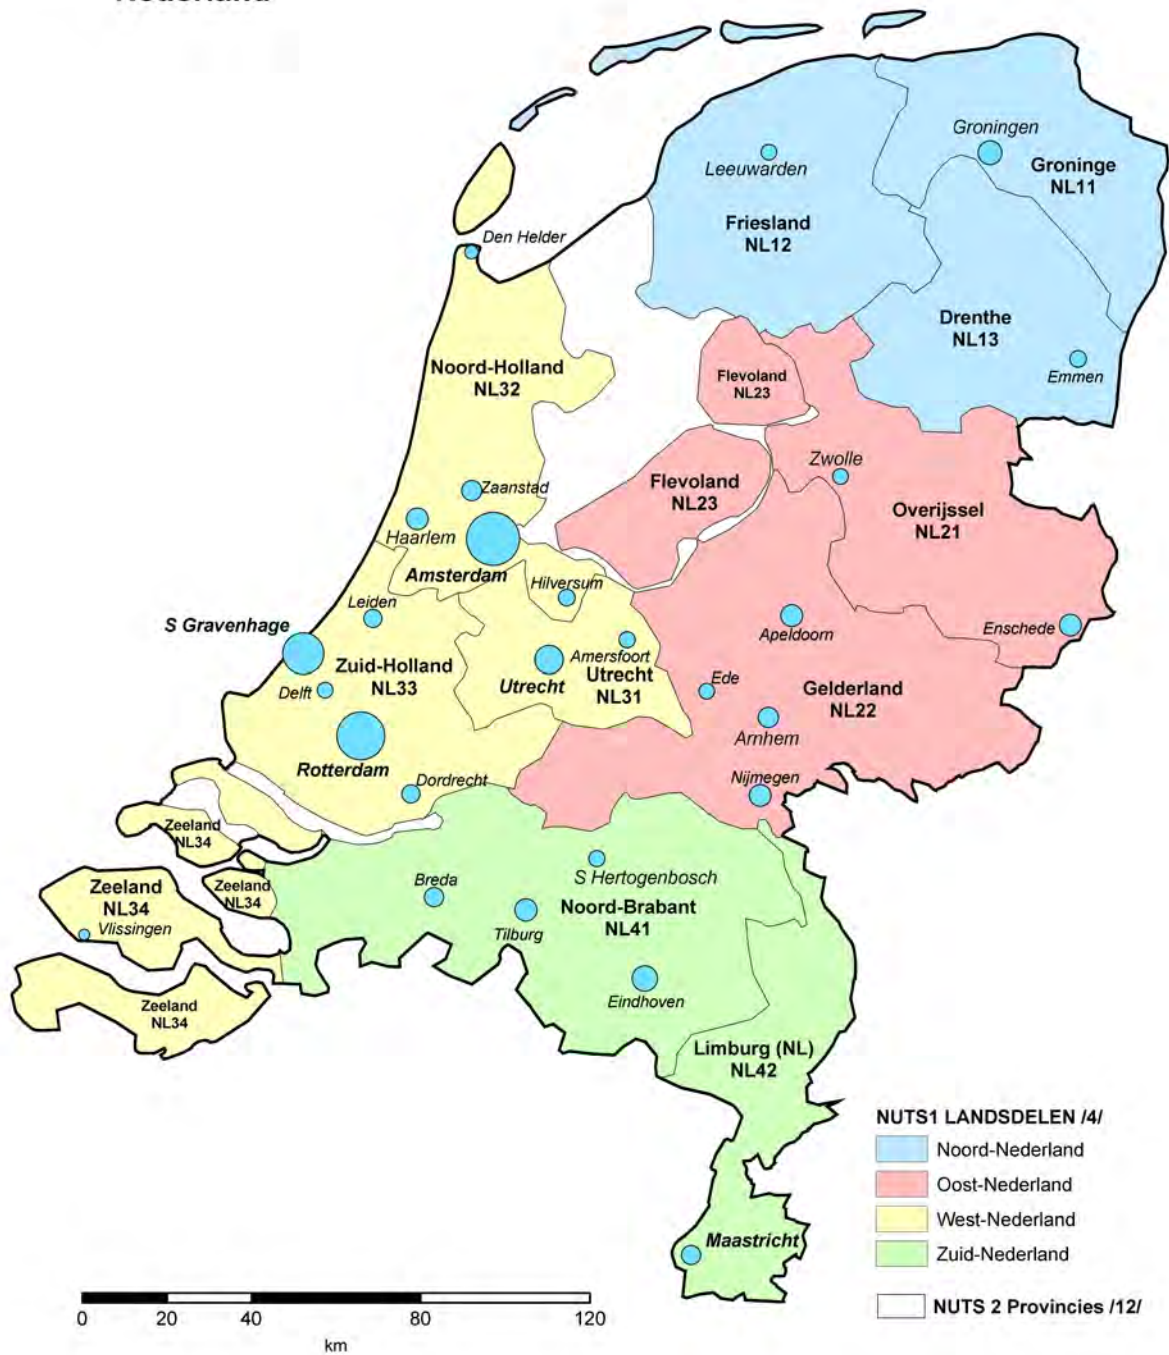 Groningen
Leeuwarden
Groninge
NL11
Friesland
NL12
Den Helder
Drenthe
NL13
Noord-Holland
NL32
Flevoland
NL23
Emmen
Zwolle
Zaanstad
Flevoland
NL23
Overijssel
NL21
Haarlem
Amsterdam
Hilversum
Leiden
S Gravenhage
Apeldoorn
Enschede
Amersfoort
Zuid-Holland
NL33
Utrecht
Utrecht
NL31
Delft
Ede
Gelderland
NL22
Arnhem
Rotterdam
Dordrecht
Nijmegen
Zeeland
NL34
Zeeland
NL34
Zeeland
NL34
Vlissingen
Breda
S Hertogenbosch
Noord-Brabant
NL41
Tilburg
Eindhoven
Zeeland
NL34
Limburg (NL)
NL42
NUTS1 LANDSDELEN /4/
Noord-Nederland
Oost-Nederland
West-Nederland
Zuid-Nederland
NUTS 2 Provincies /12/
Maastricht
0 20 40 80 120
km